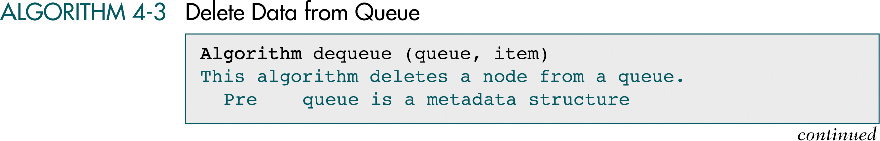 ALGORITHM 4-3 Delete Data from Queue
Algorithm dequeue (queue, item)
This algorithm deletes a node from a queue.
Pre queue is a metadata structure
continued